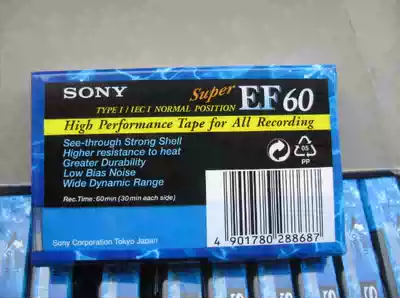 SONY
Super
EF 60
TYPE I / IEC I NORMAL POSITION
High Performance Tape for All Recording
See-through Strong Shell
Higher resistance to heat
Greater Durability
Low Bias Noise
Wide Dynamic Range
Rec.Time: 60min (30min each side)
05
PP
Sony Corporation Tokyo Japan
4 901780 288687